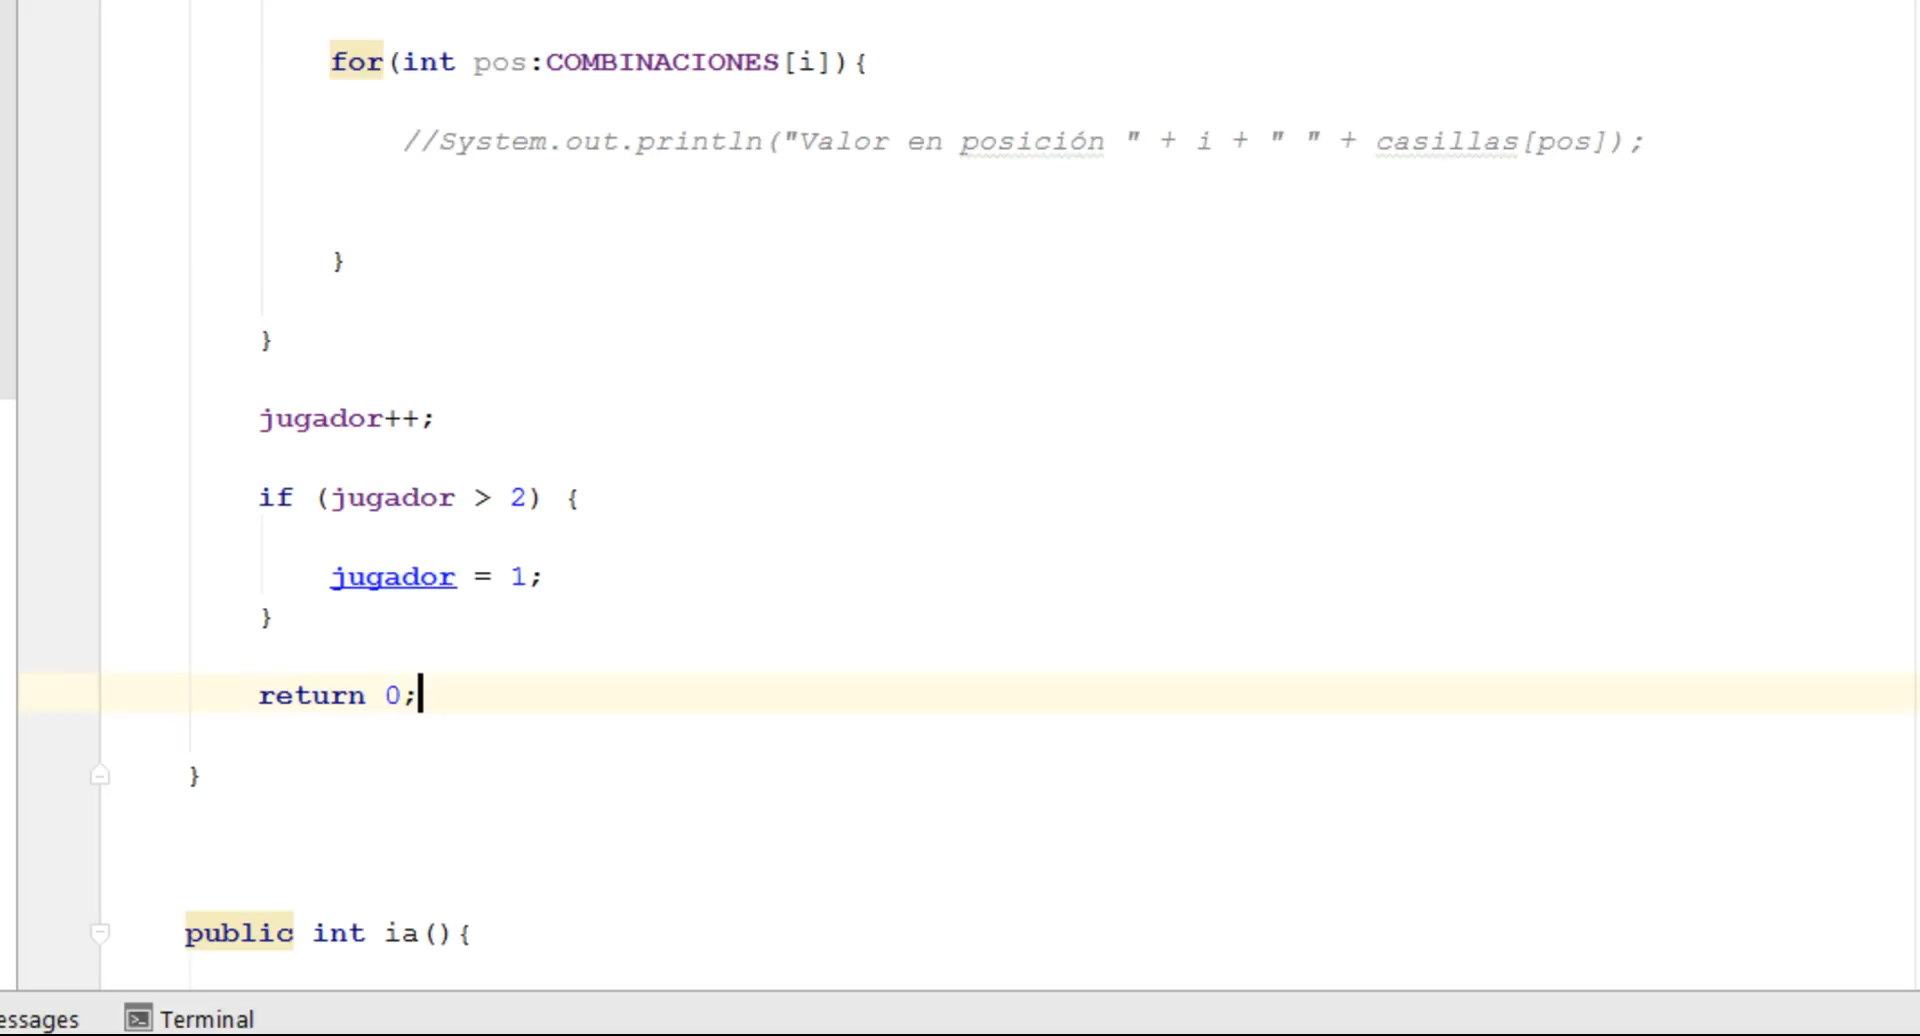 for(int pos:COMBINACIONES[i]){
//System.out.println("Valor en posición " + i + " " + casillas[pos]);
}
}
jugador++;
if (jugador > 2) {
jugador = 1;
}
return 0;
}
public int ia(){
essages Terminal